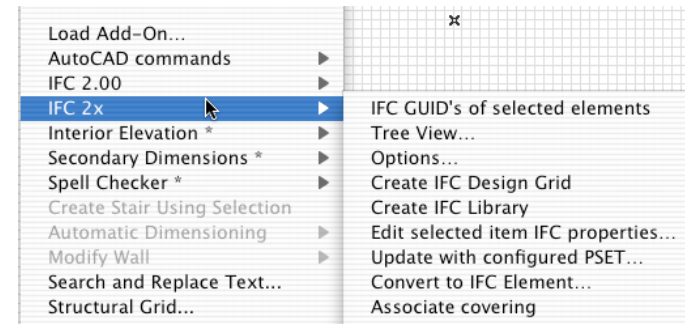 Load Add-On...
AutoCAD commands
IFC 2.00
IFC 2x
Interior Elevation *
Secondary Dimensions *
Spell Checker *
Create Stair Using Selection
Automatic Dimensioning
Modify Wall
Search and Replace Text...
Structural Grid...
IFC GUID's of selected elements
Tree View...
Options...
Create IFC Design Grid
Create IFC Library
Edit selected item IFC properties...
Update with configured PSET...
Convert to IFC Element...
Associate covering